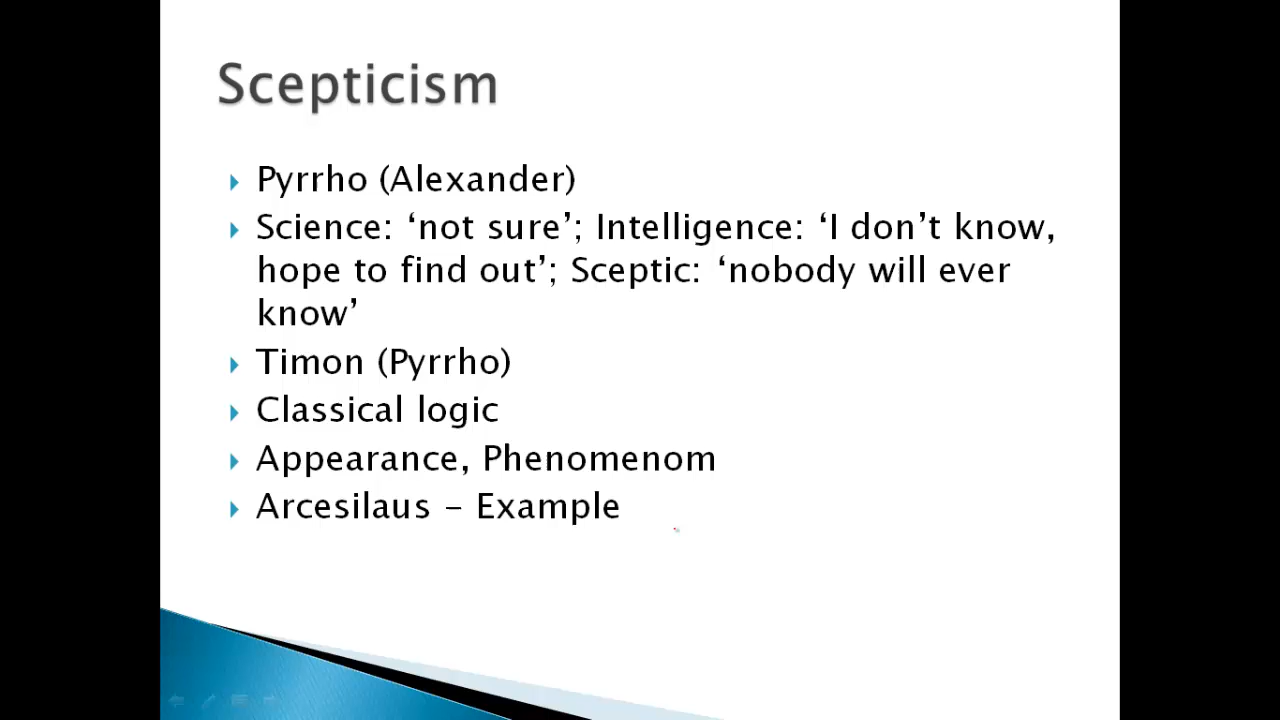 Scepticism
Pyrrho (Alexander)
Science: ‘not sure’; Intelligence: ‘I don’t know,
hope to find out’; Sceptic: ‘nobody will ever
know’
Timon (Pyrrho)
Classical logic
Appearance, Phenomenom
Arcesilaus – Example